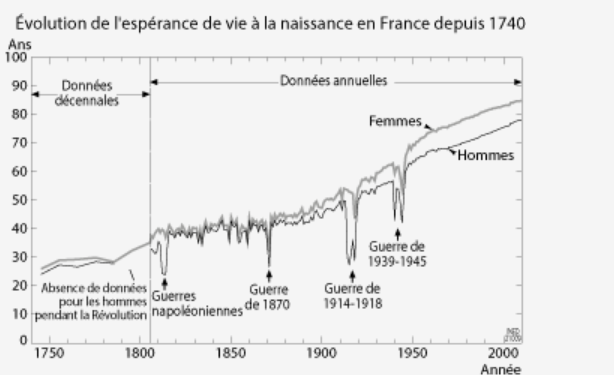 Évolution de l'espérance de vie à la naissance en France depuis 1740
Ans
100
90
80
70
60
50
40
30
20
10
0
Données
décennales
Données annuelles
Femmes
Hommes
Absence de données
pour les hommes
pendant la Révolution
Guerres
napoléoniennes
Guerre
de 1870
Guerre de
1914-1918
Guerre de
1939-1945
INED
1750
1800
1850
1900
1950
2000
Année